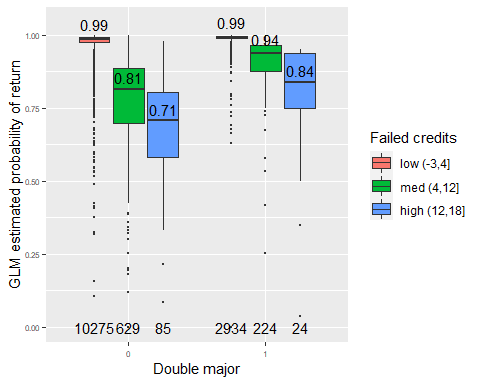 GLM estimated probability of return
1.00
0.75
0.50
0.25
0.00
0.99
0.81
0.71
0.99
0.94
0.84
10275 629 85 2934 224 24
0 1
Double major
Failed credits
low (-3,4]
med (4,12]
high (12,18]